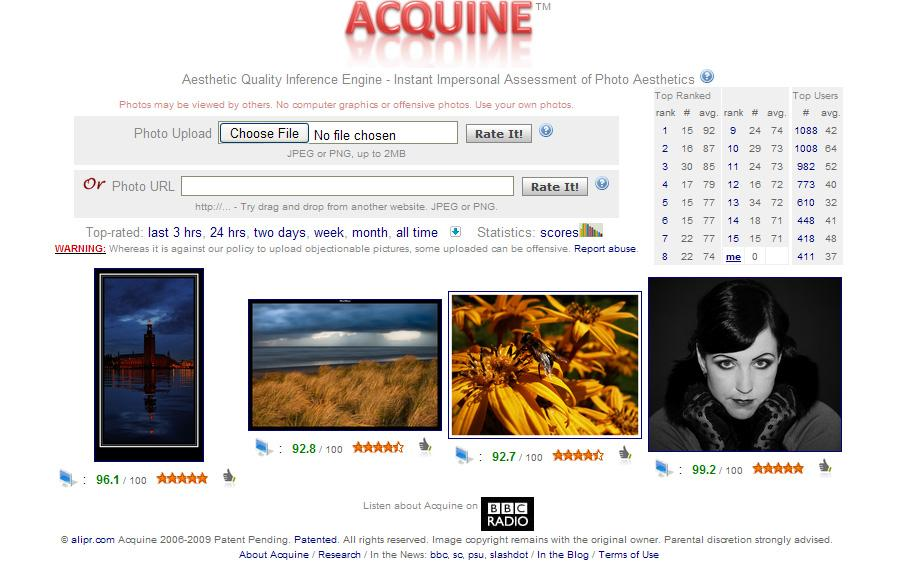 ACQUINE™
Aesthetic Quality Inference Engine - Instant Impersonal Assessment of Photo Aesthetics
Photos may be viewed by others. No computer graphics or offensive photos. Use your own photos.
Photo Upload Choose File No file chosen Rate It!
JPEG or PNG, up to 2MB
Or Photo URL Rate It!
http://... - Try drag and drop from another website. JPEG or PNG.
Top-rated: last 3 hrs, 24 hrs, two days, week, month, all time Statistics: scores
WARNING: Whereas it is against our policy to upload objectionable pictures, some uploaded can be offensive. Report abuse.
Top Ranked Top Users
rank # avg. rank # avg. # avg.
1 15 92 9 24 74 1088 42
2 16 87 10 29 73 1008 64
3 30 85 11 24 73 982 52
4 17 79 12 16 72 773 40
5 15 77 13 34 72 610 32
6 15 77 14 18 71 448 41
7 22 77 15 15 71 418 48
8 22 74 me 0 411 37
: 96.1 / 100
: 92.8 / 100
: 92.7 / 100
: 99.2 / 100
Listen about Acquine on BBC
RADIO
© alipr.com Acquine 2006-2009 Patent Pending. Patented. All rights reserved. Image copyright remains with the original owner. Parental discretion strongly advised.
About Acquine / Research / In the News: bbc, sc, psu, slashdot / In the Blog / Terms of Use